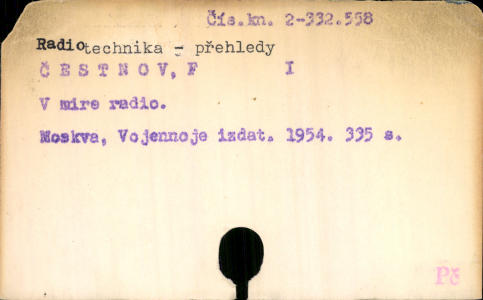 Čís.kn. 2-332.558
Radiotechnika - přehledy
ČESTNOV, F I
V mire radio.
Moskva, Vojennoje izdat. 1954. 335 s.
Pč